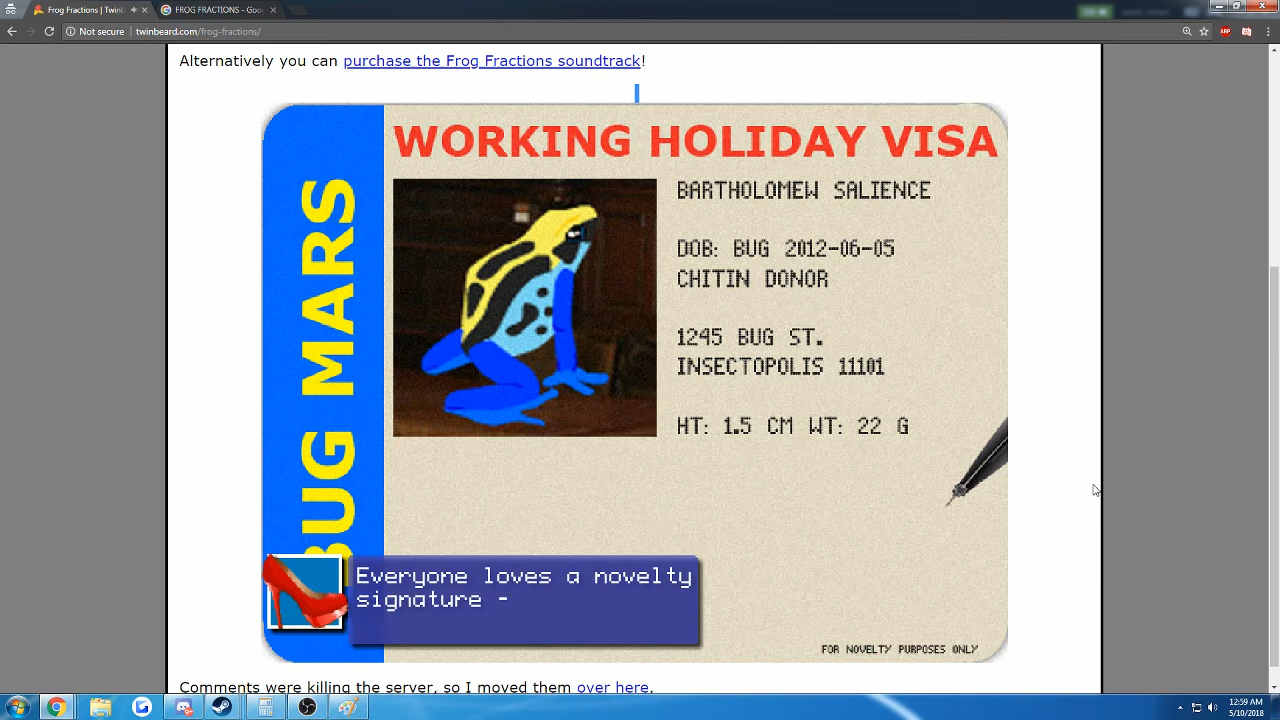 Frog Fractions | Twinb
FROG FRACTIONS - Goo
Not secure | twinbeard.com/frog-fractions/
Alternatively you can purchase the Frog Fractions soundtrack!
BUG MARS
WORKING HOLIDAY VISA
BARTHOLOMEW SALIENCE
DOB: BUG 2012-06-05
CHITIN DONOR
1245 BUG ST.
INSECTOPOLIS 11101
HT: 1.5 CM WT: 22 G
Everyone loves a novelty
signature -
FOR NOVELTY PURPOSES ONLY
Comments were killing the server, so I moved them over here.
12:59 AM
5/10/2018